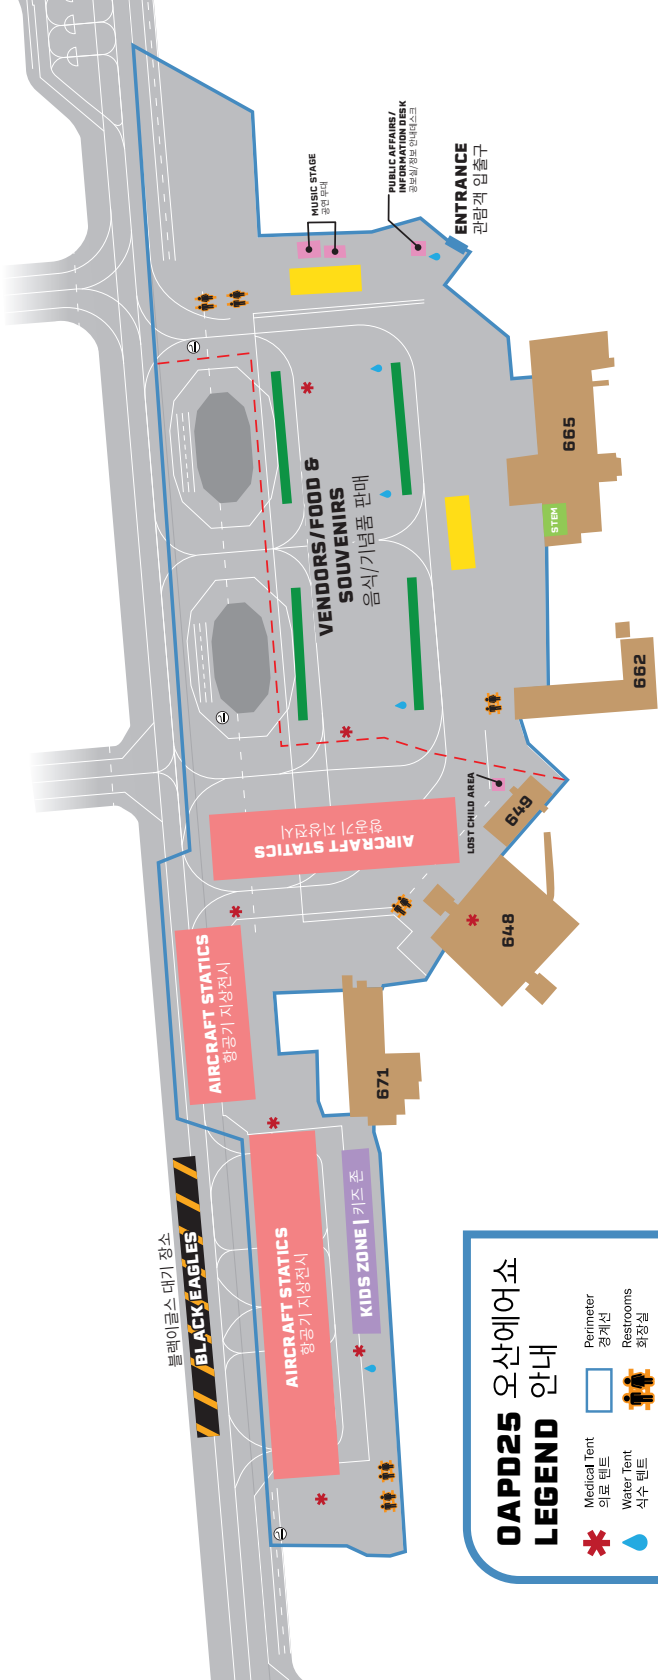 MUSIC STAGE
공연 무대
PUBLIC AFFAIRS/
INFORMATION DESK
공보실/정보 안내데스크
ENTRANCE
관람객 입출구
665
STEM
VENDORS/FOOD &
SOUVENIRS
음식/기념품 판매
662
LOST CHILD AREA
649
AIRCRAFT STATICS
항공기 지상전시
648
AIRCRAFT STATICS
항공기 지상전시
671
블랙이글스 대기 장소
BLACK EAGLES
AIRCRAFT STATICS
항공기 지상전시
KIDS ZONE | 키즈 존
OAPD25 오산에어쇼
LEGEND 안내
Medical Tent
의료 텐트
Perimeter
경계선
Water Tent
식수 텐트
Restrooms
화장실